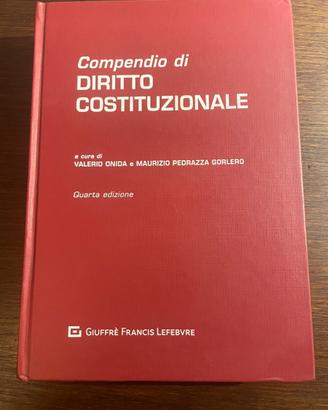 Compendio di
DIRITTO
COSTITUZIONALE
a cura di
VALERIO ONIDA e MAURIZIO PEDRAZZA GORLERO
Quarta edizione
GIUFFRÈ FRANCIS LEFEBVRE